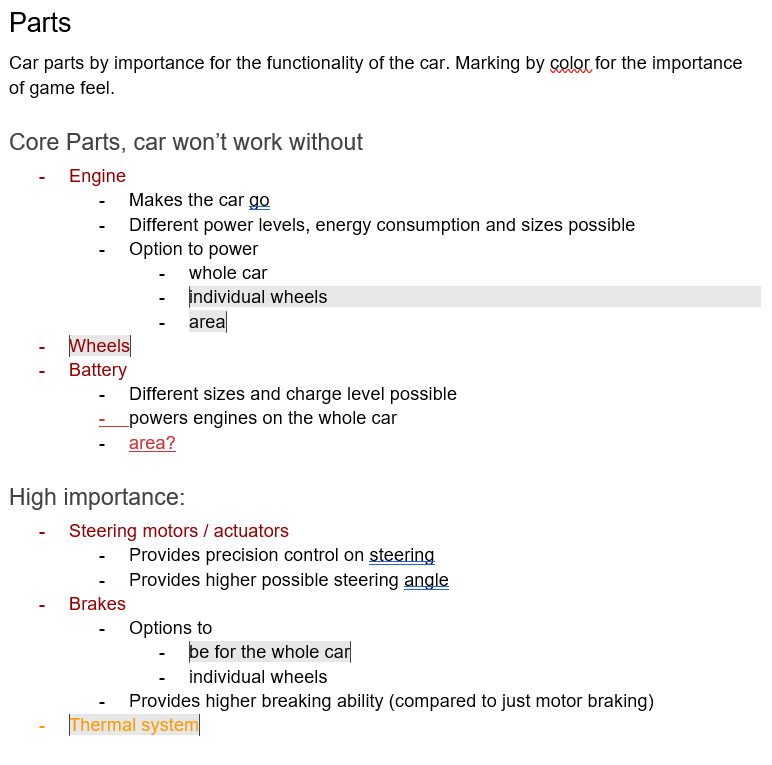 Parts
Car parts by importance for the functionality of the car. Marking by color for the importance
of game feel.
Core Parts, car won’t work without
- Engine
- Makes the car go
- Different power levels, energy consumption and sizes possible
- Option to power
- whole car
- individual wheels
- area
- Wheels
- Battery
- Different sizes and charge level possible
- powers engines on the whole car
- area?
High importance:
- Steering motors / actuators
- Provides precision control on steering
- Provides higher possible steering angle
- Brakes
- Options to
- be for the whole car
- individual wheels
- Provides higher breaking ability (compared to just motor braking)
- Thermal system